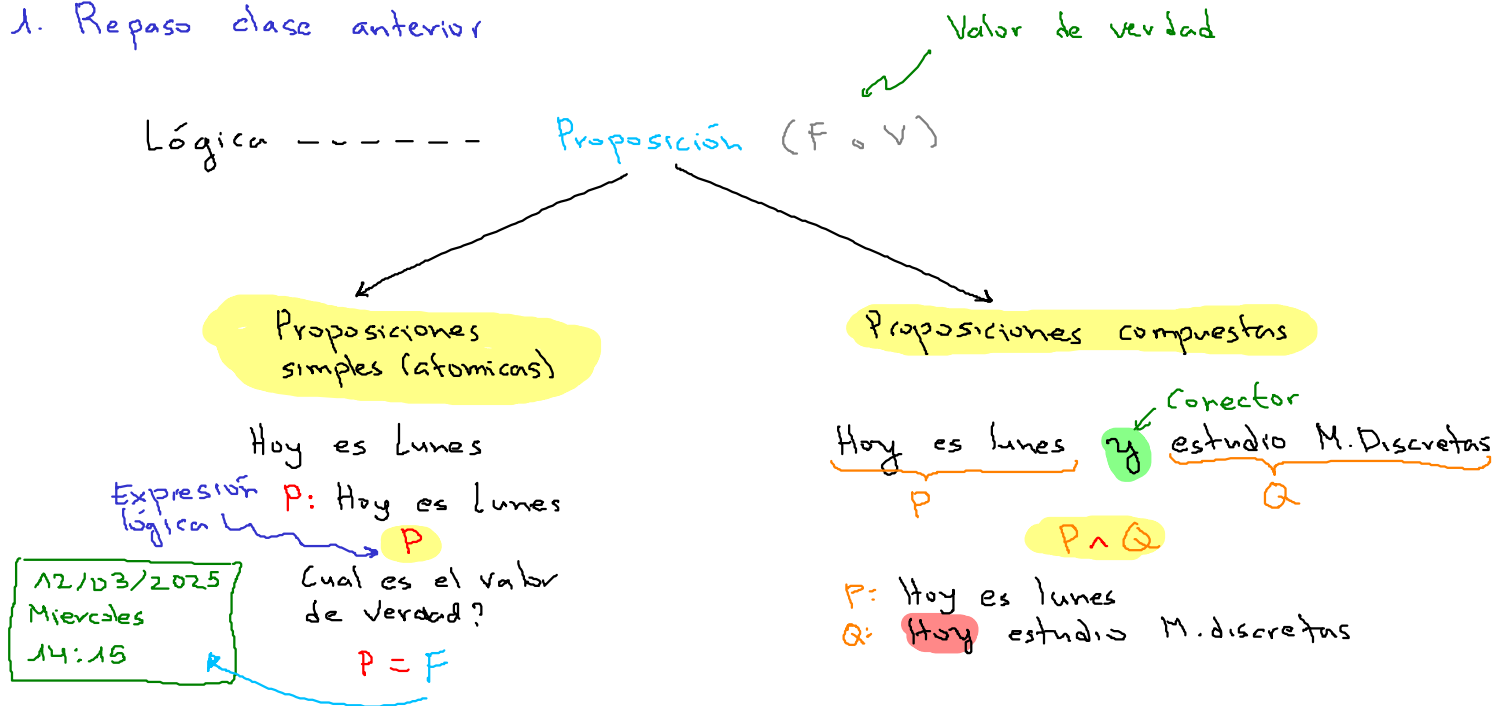 1. Repaso clase anterior
Valor de verdad
Lógica ------ Proposición (F o V)
Proposiciones
simples (atomicas)
Hoy es Lunes
P: Hoy es lunes
Expresión
lógica
P
Cual es el valor
de verdad?
P = F
12/03/2025
Miercoles
14:15
Proposiciones compuestas
Conector
Hoy es lunes y estudio M.Discretas
P Q
P ∧ Q
P: Hoy es lunes
Q: Hoy estudio M.discretas